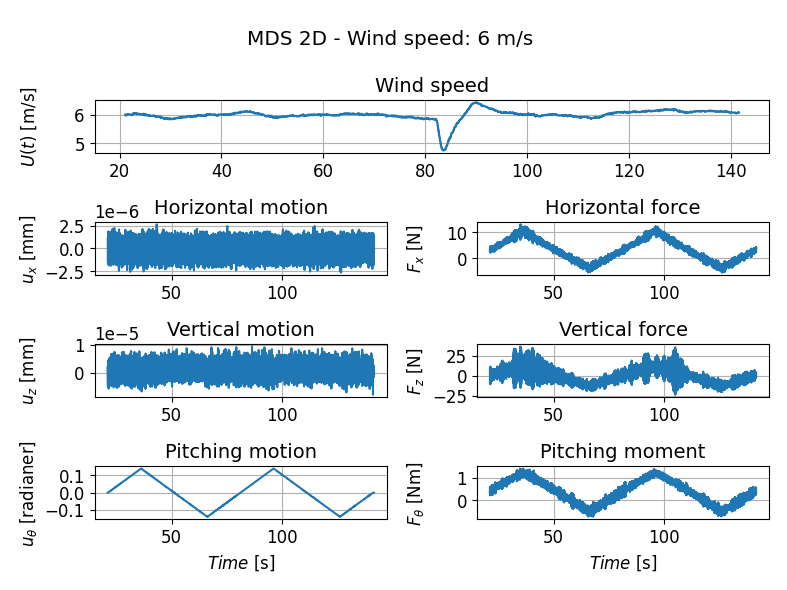 MDS 2D - Wind speed: 6 m/s
Wind speed
U(t) [m/s]
6
5
20 40 60 80 100 120 140
1e−6 Horizontal motion
u_x [mm]
2.5
0.0
−2.5
50 100
Horizontal force
F_x [N]
10
0
50 100
1e−5 Vertical motion
u_z [mm]
1
0
50 100
Vertical force
F_z [N]
25
0
−25
50 100
Pitching motion
u_θ [radianer]
0.1
0.0
−0.1
50 100
Time [s]
Pitching moment
F_θ [Nm]
1
0
50 100
Time [s]